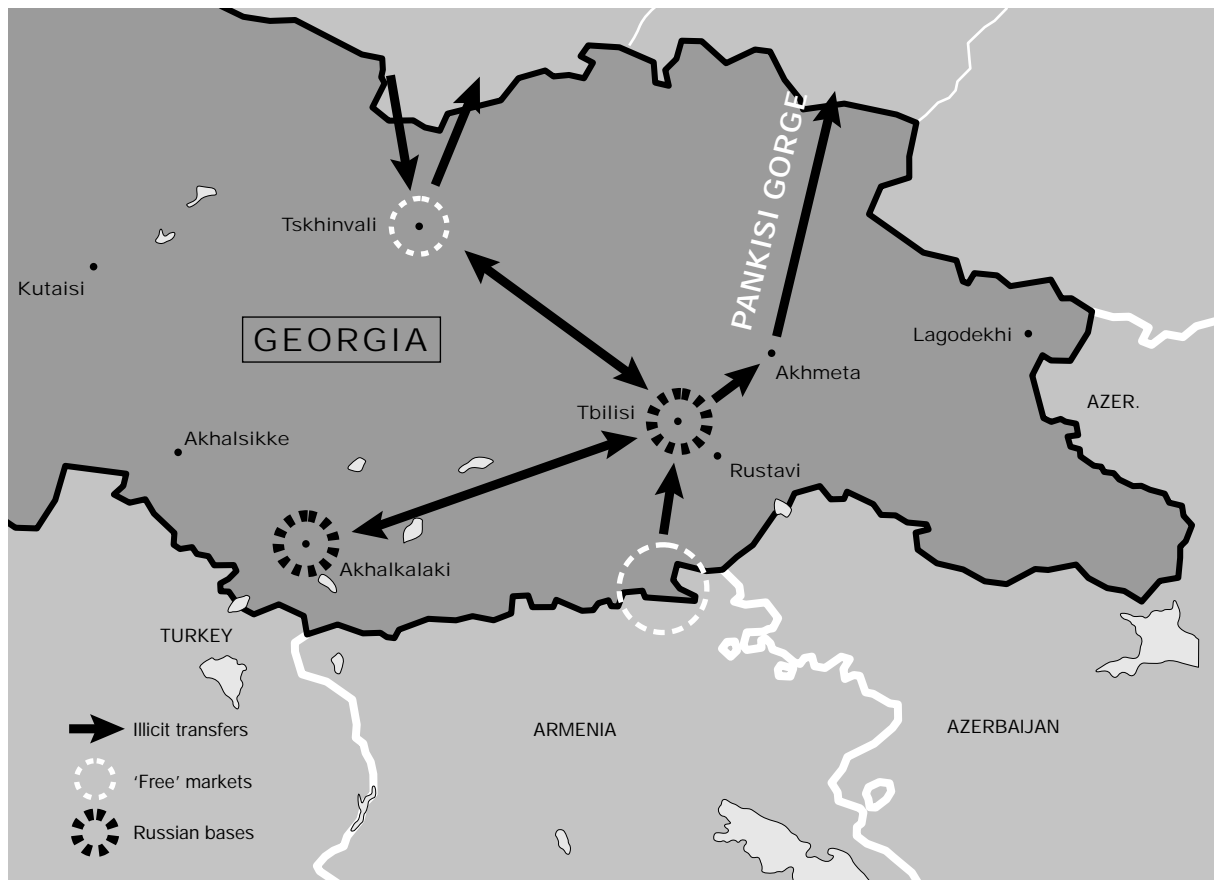 PANKISI GORGE
Tskhinvali
Kutaisi
GEORGIA
Lagodekhi
Akhmeta
AZER.
Tbilisi
Akhalsikke
Rustavi
Akhalkalaki
TURKEY
ARMENIA
AZERBAIJAN
Illicit transfers
‘Free’ markets
Russian bases